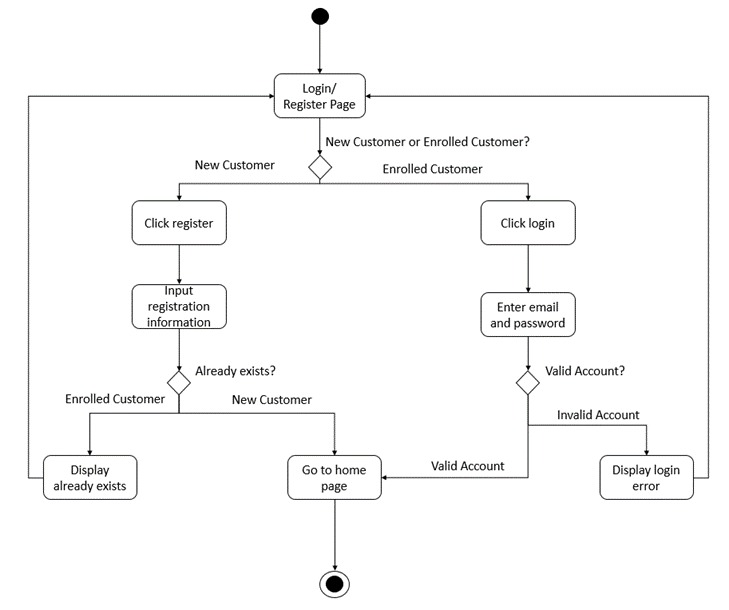 Login/
Register Page
New Customer or Enrolled Customer?
New Customer
Enrolled Customer
Click register
Click login
Input
registration
information
Enter email
and password
Already exists?
Valid Account?
Enrolled Customer
New Customer
Invalid Account
Display
already exists
Go to home
page
Valid Account
Display login
error